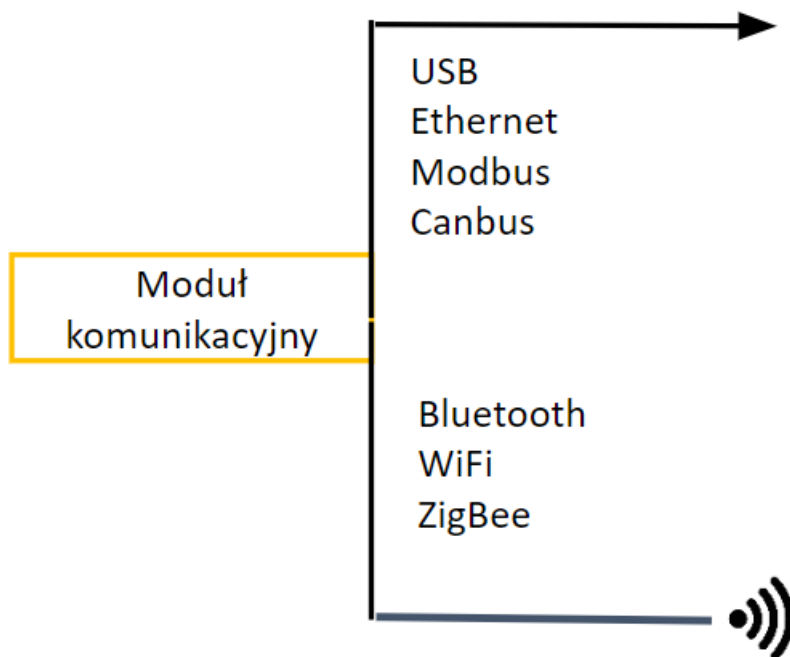 USB
Ethernet
Modbus
Canbus
Moduł
komunikacyjny
Bluetooth
WiFi
ZigBee